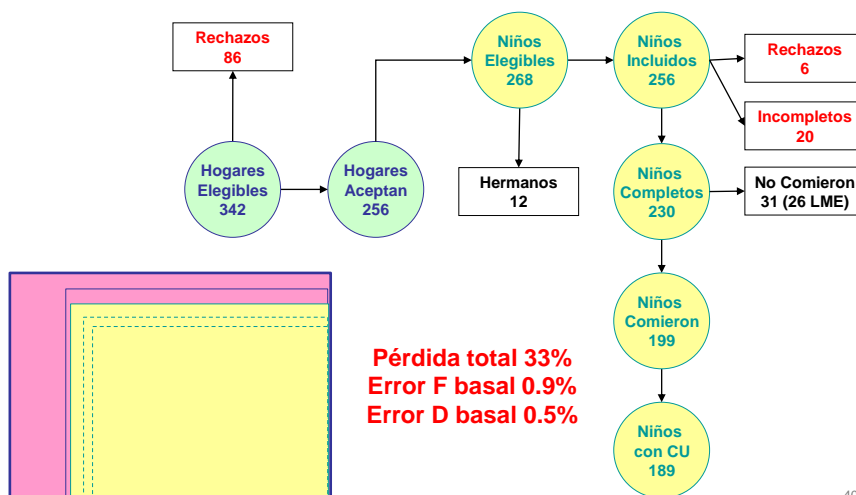 Rechazos
86
Hogares
Elegibles
342
Hogares
Aceptan
256
Niños
Elegibles
268
Hermanos
12
Niños
Incluidos
256
Rechazos
6
Incompletos
20
Niños
Completos
230
No Comieron
31 (26 LME)
Niños
Comieron
199
Niños
con CU
189
Pérdida total 33%
Error F basal 0.9%
Error D basal 0.5%